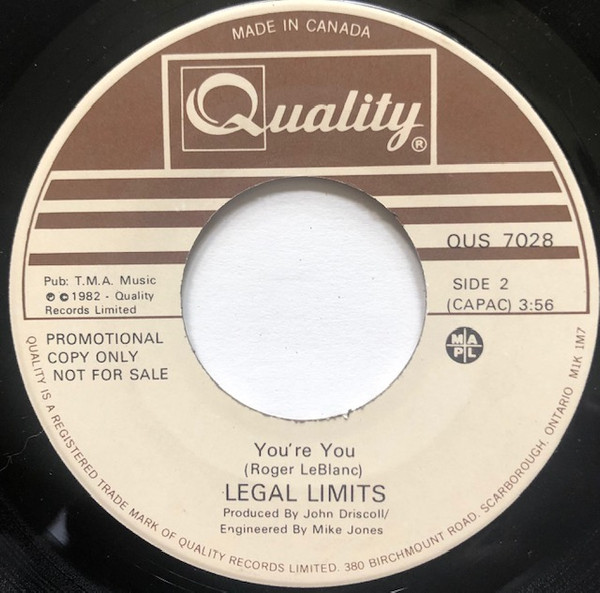 MADE IN CANADA
Quality®
QUS 7028
Pub: T.M.A. Music
℗ © 1982 - Quality
Records Limited
SIDE 2
(CAPAC) 3:56
PROMOTIONAL
COPY ONLY
NOT FOR SALE
MAPL
You're You
(Roger LeBlanc)
LEGAL LIMITS
Produced By John Driscoll/
Engineered By Mike Jones
QUALITY IS A REGISTERED TRADE MARK OF QUALITY RECORDS LIMITED. 380 BIRCHMOUNT ROAD, SCARBOROUGH, ONTARIO M1K 1M7